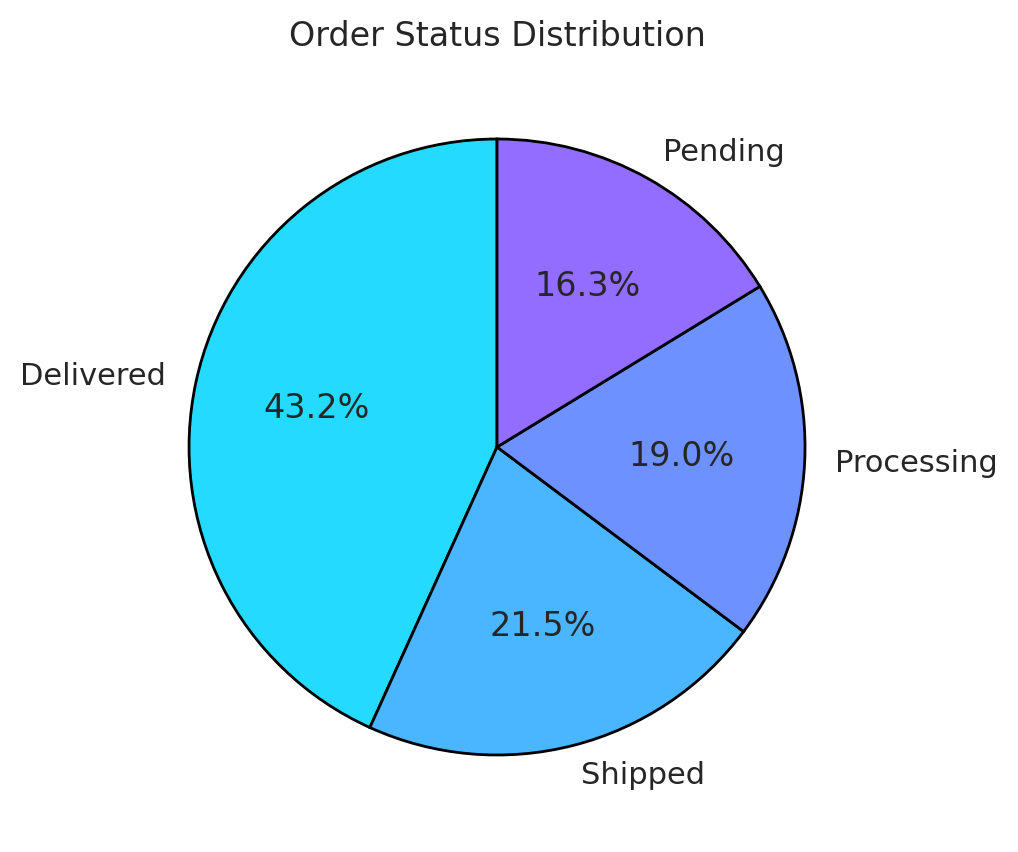 Order Status Distribution
Pending
16.3%
Delivered
43.2%
19.0%
Processing
21.5%
Shipped